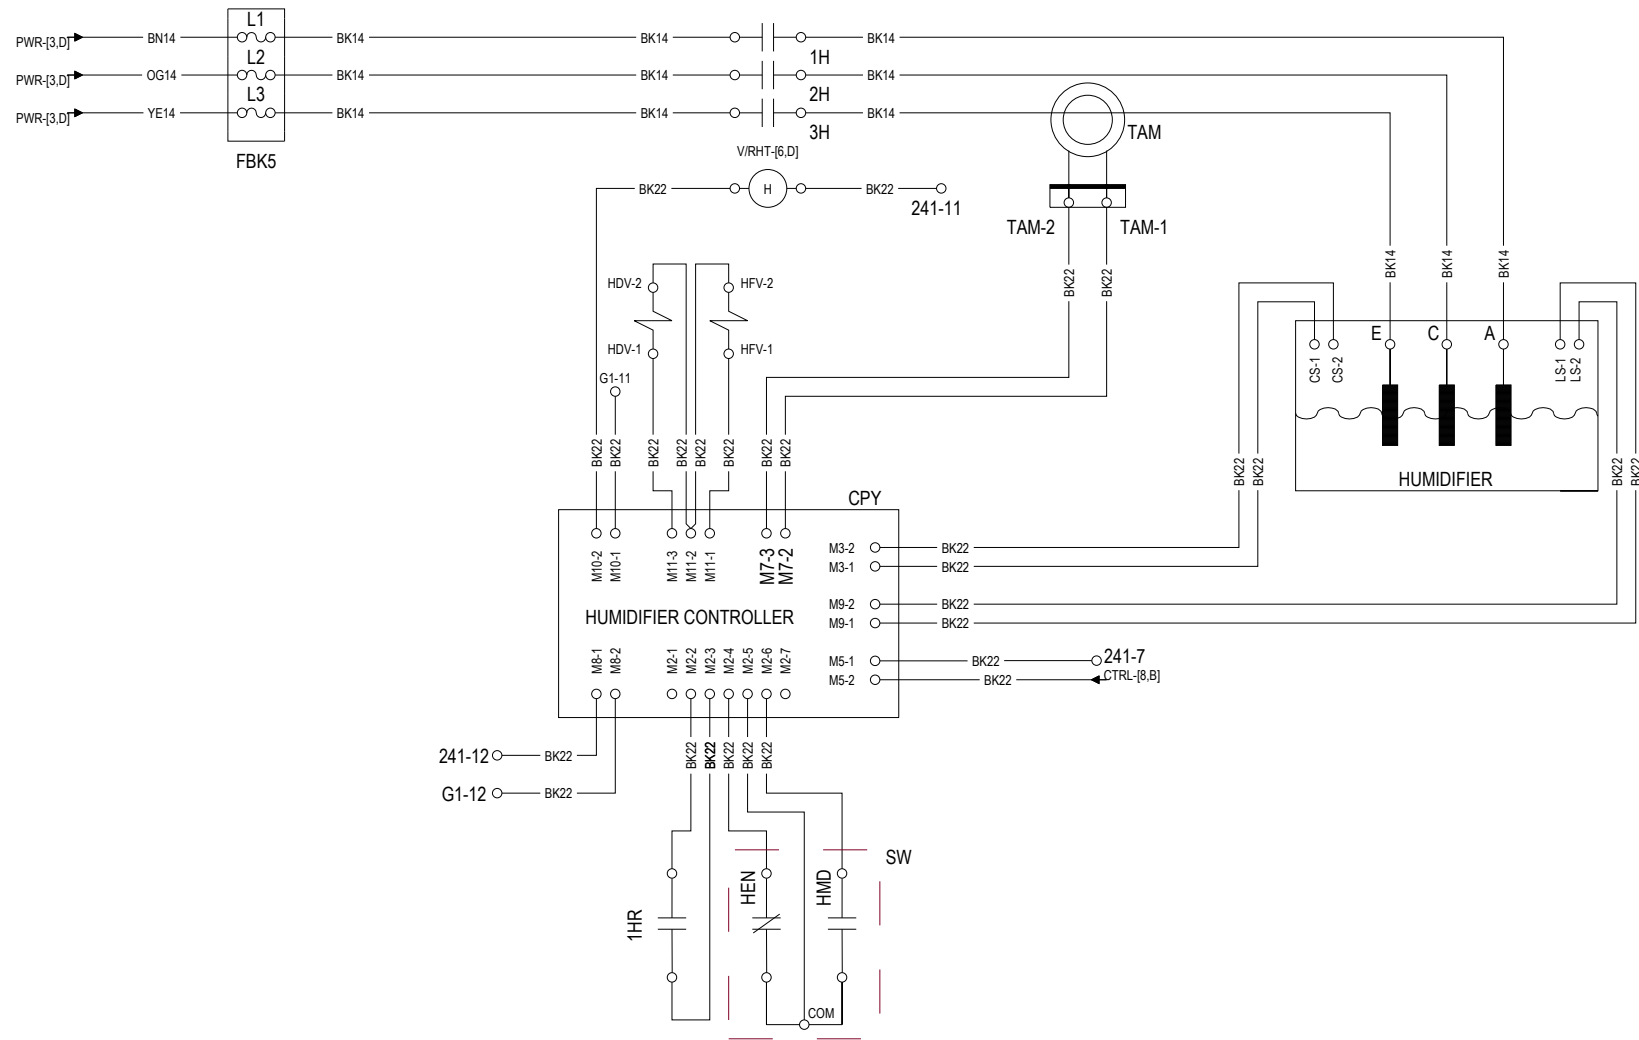 L1
PWR-[3,D] BN14 BK14 BK14 BK14
L2 1H
PWR-[3,D] OG14 BK14 BK14 BK14
L3 2H
PWR-[3,D] YE14 BK14 BK14 BK14
3H TAM
FBK5
V/RHT-[6,D]
BK22 H BK22
241-11
TAM-2 TAM-1
BK22 BK22
BK14 BK14 BK14
HDV-2 HFV-2
HDV-1 HFV-1
G1-11
E C A
CS-1 CS-2 LS-1 LS-2
BK22 BK22 BK22 BK22 BK22 BK22 BK22 BK22
BK22 BK22 BK22 BK22
HUMIDIFIER
CPY
M10-2 M10-1 M11-3 M11-2 M11-1 M7-3 M7-2
M3-2 BK22
M3-1 BK22
M9-2 BK22
M9-1 BK22
HUMIDIFIER CONTROLLER
M8-1 M8-2 M2-1 M2-2 M2-3 M2-4 M2-5 M2-6 M2-7
M5-1 BK22 241-7
M5-2 BK22 CTRL-[8,B]
241-12 BK22
G1-12 BK22
BK22 BK22 BK22 BK22 BK22
SW
1HR HEN HMD
COM